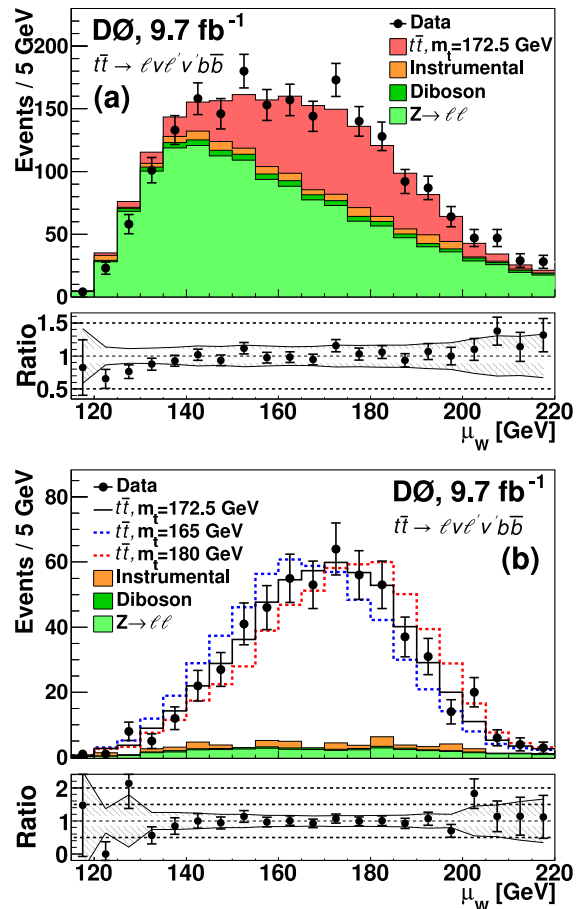 DØ, 9.7 fb⁻¹
tt̄ → ℓνℓ′ν′bb̄
(a)
Data
tt̄, mₜ=172.5 GeV
Instrumental
Diboson
Z→ℓℓ
Events / 5 GeV
200
150
100
50
0
Ratio
1.5
1
0.5
120 140 160 180 200 220
μ_W [GeV]
DØ, 9.7 fb⁻¹
tt̄ → ℓνℓ′ν′bb̄
(b)
Data
tt̄, mₜ=172.5 GeV
tt̄, mₜ=165 GeV
tt̄, mₜ=180 GeV
Instrumental
Diboson
Z→ℓℓ
Events / 5 GeV
80
60
40
20
0
Ratio
2
1
0
120 140 160 180 200 220
μ_W [GeV]